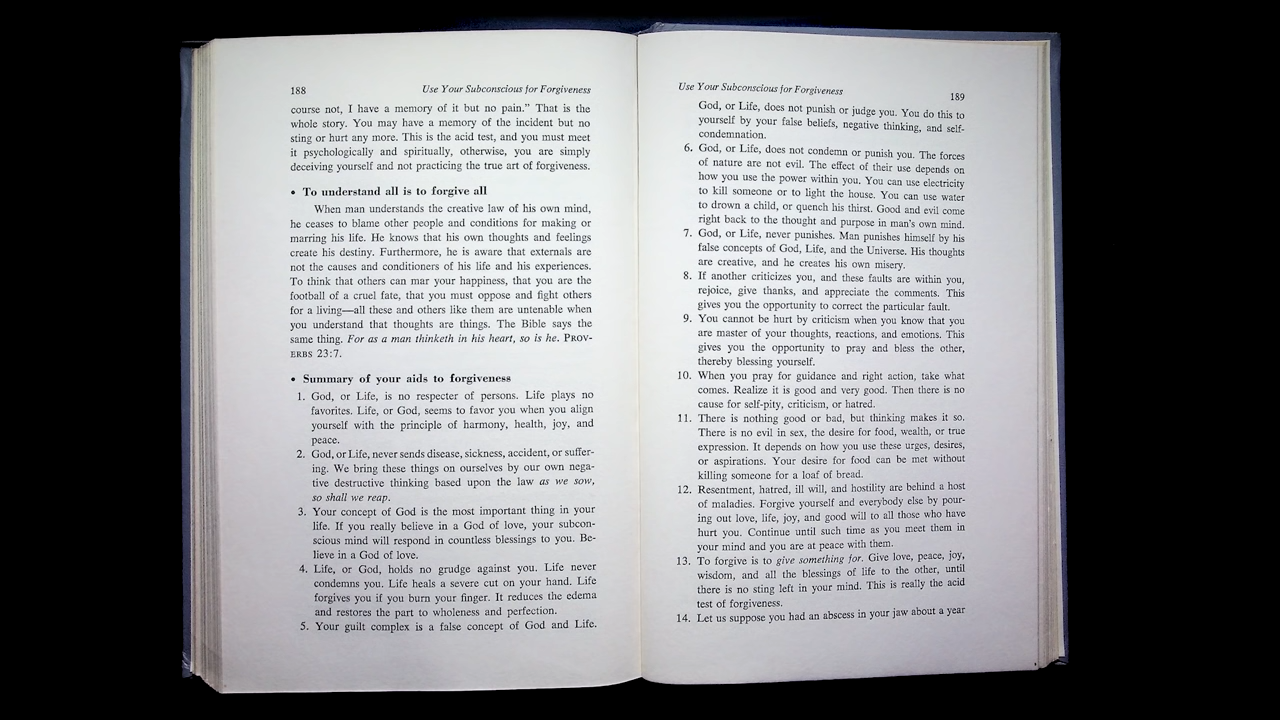 188 Use Your Subconscious for Forgiveness
course not, I have a memory of it but no pain.” That is the
whole story. You may have a memory of the incident but no
sting or hurt any more. This is the acid test, and you must meet
it psychologically and spiritually, otherwise, you are simply
deceiving yourself and not practicing the true art of forgiveness.
• To understand all is to forgive all
When man understands the creative law of his own mind,
he ceases to blame other people and conditions for making or
marring his life. He knows that his own thoughts and feelings
create his destiny. Furthermore, he is aware that externals are
not the causes and conditioners of his life and his experiences.
To think that others can mar your happiness, that you are the
football of a cruel fate, that you must oppose and fight others
for a living—all these and others like them are untenable when
you understand that thoughts are things. The Bible says the
same thing. For as a man thinketh in his heart, so is he. PROV-
ERBS 23:7.
• Summary of your aids to forgiveness
1. God, or Life, is no respecter of persons. Life plays no
favorites. Life, or God, seems to favor you when you align
yourself with the principle of harmony, health, joy, and
peace.
2. God, or Life, never sends disease, sickness, accident, or suffer-
ing. We bring these things on ourselves by our own nega-
tive destructive thinking based upon the law as we sow,
so shall we reap.
3. Your concept of God is the most important thing in your
life. If you really believe in a God of love, your subcon-
scious mind will respond in countless blessings to you. Be-
lieve in a God of love.
4. Life, or God, holds no grudge against you. Life never
condemns you. Life heals a severe cut on your hand. Life
forgives you if you burn your finger. It reduces the edema
and restores the part to wholeness and perfection.
5. Your guilt complex is a false concept of God and Life.
Use Your Subconscious for Forgiveness 189
God, or Life, does not punish or judge you. You do this to
yourself by your false beliefs, negative thinking, and self-
condemnation.
6. God, or Life, does not condemn or punish you. The forces
of nature are not evil. The effect of their use depends on
how you use the power within you. You can use electricity
to kill someone or to light the house. You can use water
to drown a child, or quench his thirst. Good and evil come
right back to the thought and purpose in man’s own mind.
7. God, or Life, never punishes. Man punishes himself by his
false concepts of God, Life, and the Universe. His thoughts
are creative, and he creates his own misery.
8. If another criticizes you, and these faults are within you,
rejoice, give thanks, and appreciate the comments. This
gives you the opportunity to correct the particular fault.
9. You cannot be hurt by criticism when you know that you
are master of your thoughts, reactions, and emotions. This
gives you the opportunity to pray and bless the other,
thereby blessing yourself.
10. When you pray for guidance and right action, take what
comes. Realize it is good and very good. Then there is no
cause for self-pity, criticism, or hatred.
11. There is nothing good or bad, but thinking makes it so.
There is no evil in sex, the desire for food, wealth, or true
expression. It depends on how you use these urges, desires,
or aspirations. Your desire for food can be met without
killing someone for a loaf of bread.
12. Resentment, hatred, ill will, and hostility are behind a host
of maladies. Forgive yourself and everybody else by pour-
ing out love, life, joy, and good will to all those who have
hurt you. Continue until such time as you meet them in
your mind and you are at peace with them.
13. To forgive is to give something for. Give love, peace, joy,
wisdom, and all the blessings of life to the other, until
there is no sting left in your mind. This is really the acid
test of forgiveness.
14. Let us suppose you had an abscess in your jaw about a year